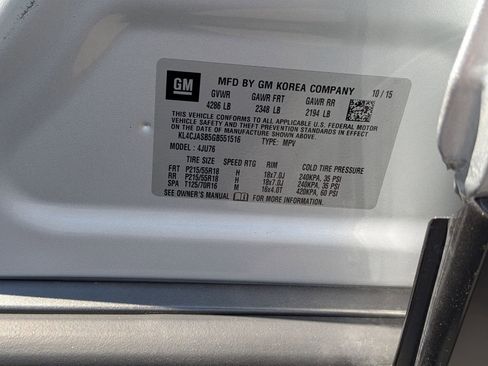 GM MFD BY GM KOREA COMPANY 10 / 15
GVWR GAWR FRT GAWR RR
4286 LB 2348 LB 2194 LB
THIS VEHICLE CONFORMS TO ALL APPLICABLE U.S. FEDERAL MOTOR
VEHICLE SAFETY AND THEFT PREVENTION STANDARDS IN EFFECT ON
THE DATE OF MANUFACTURE SHOWN ABOVE.
KL4CJASB5GB551516 TYPE: MPV
MODEL : 4JU76
TIRE SIZE SPEED RTG RIM COLD TIRE PRESSURE
FRT P215/55R18 H 18x7.0J 240KPA, 35 PSI
RR P215/55R18 H 18x7.0J 240KPA, 35 PSI
SPA T125/70R16 M 16x4.0T 420KPA, 60 PSI
SEE OWNER'S MANUAL FOR MORE INFORMATION.